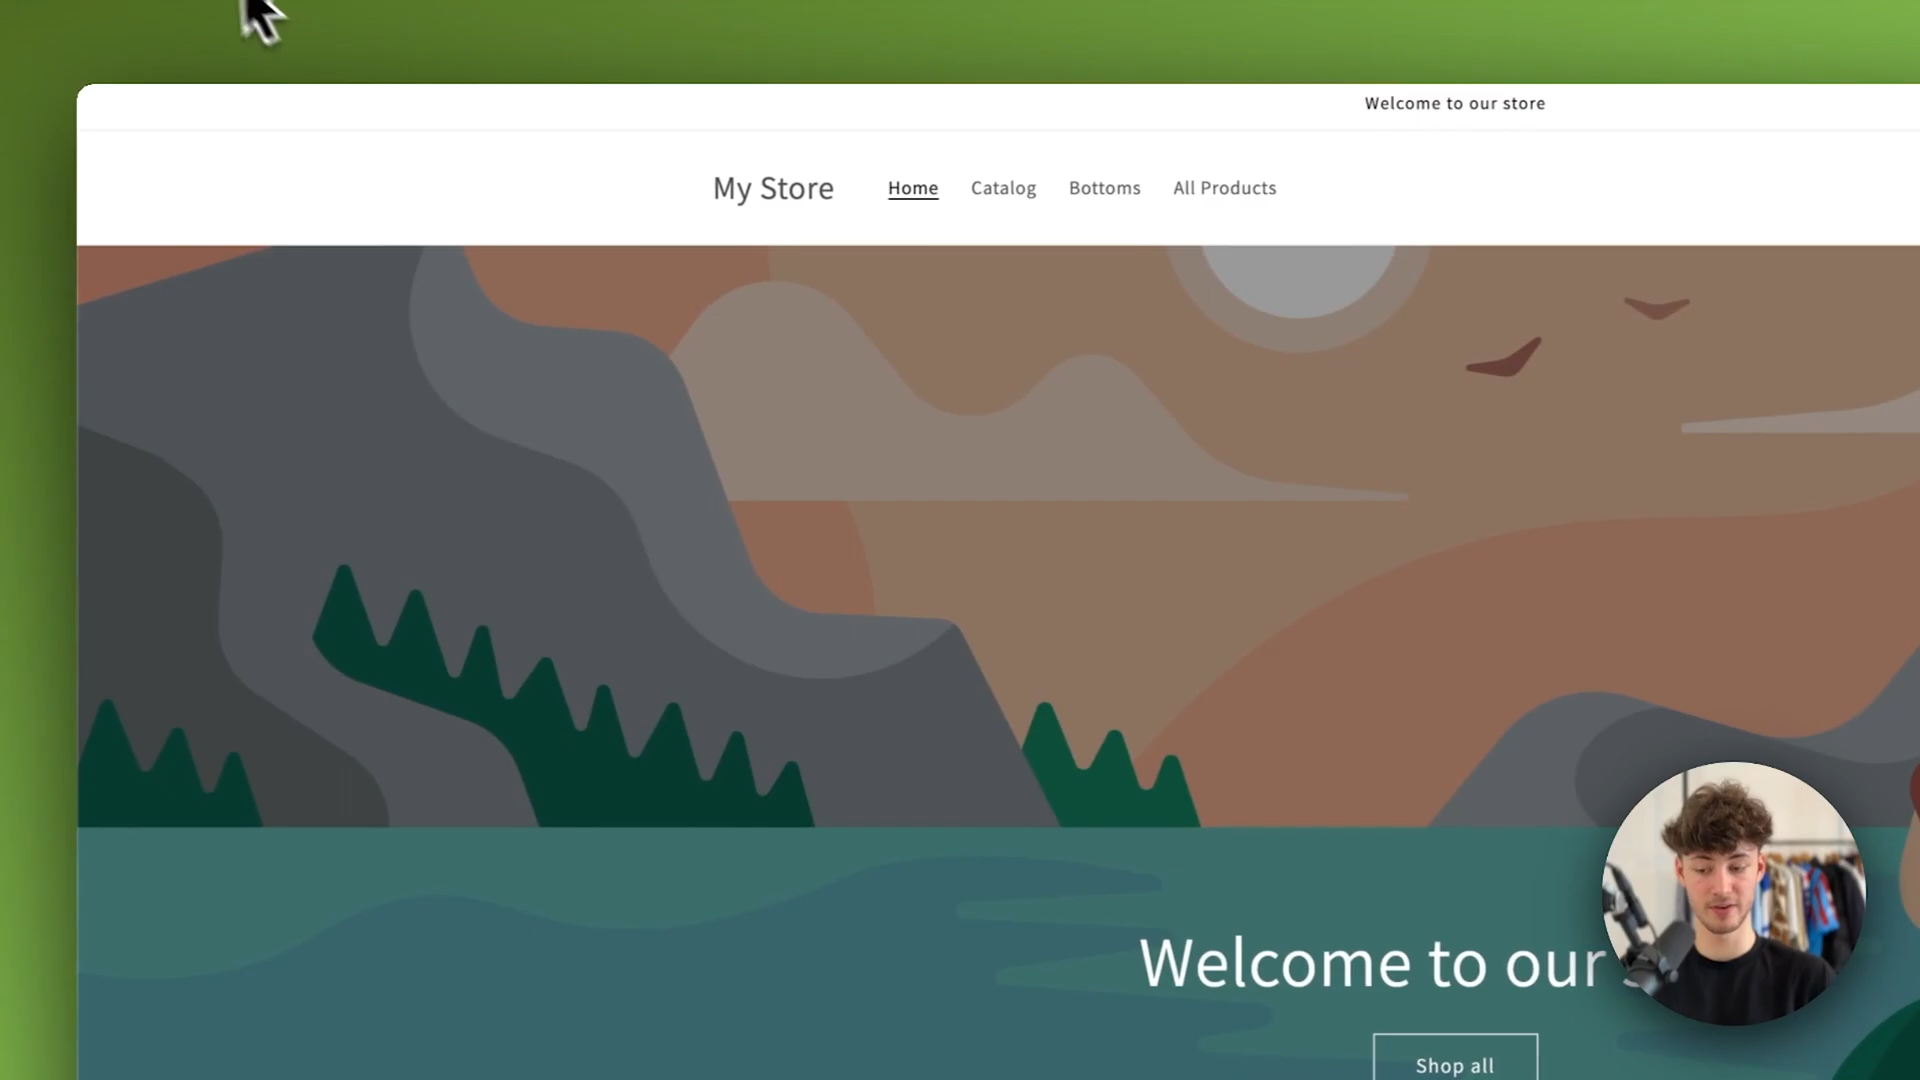 Welcome to our store
My Store
Home Catalog Bottoms All Products
Welcome to our
Shop all